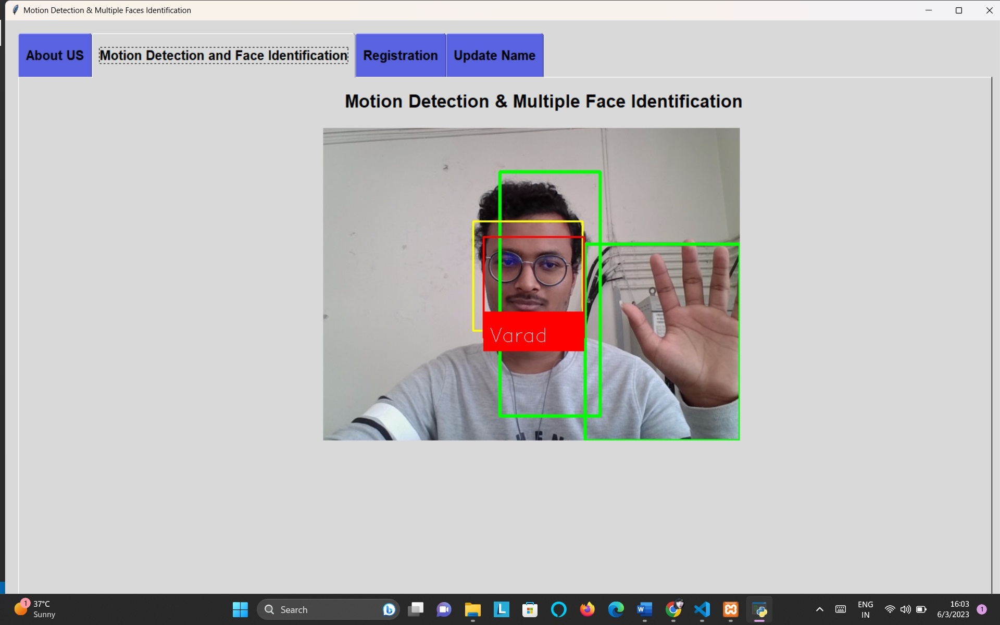 Motion Detection & Multiple Faces Identification
About US
Motion Detection and Face Identification
Registration
Update Name
Motion Detection & Multiple Face Identification
Varad
HEN
1
37°C
Sunny
Search
ENG
IN
16:03
6/3/2023
1